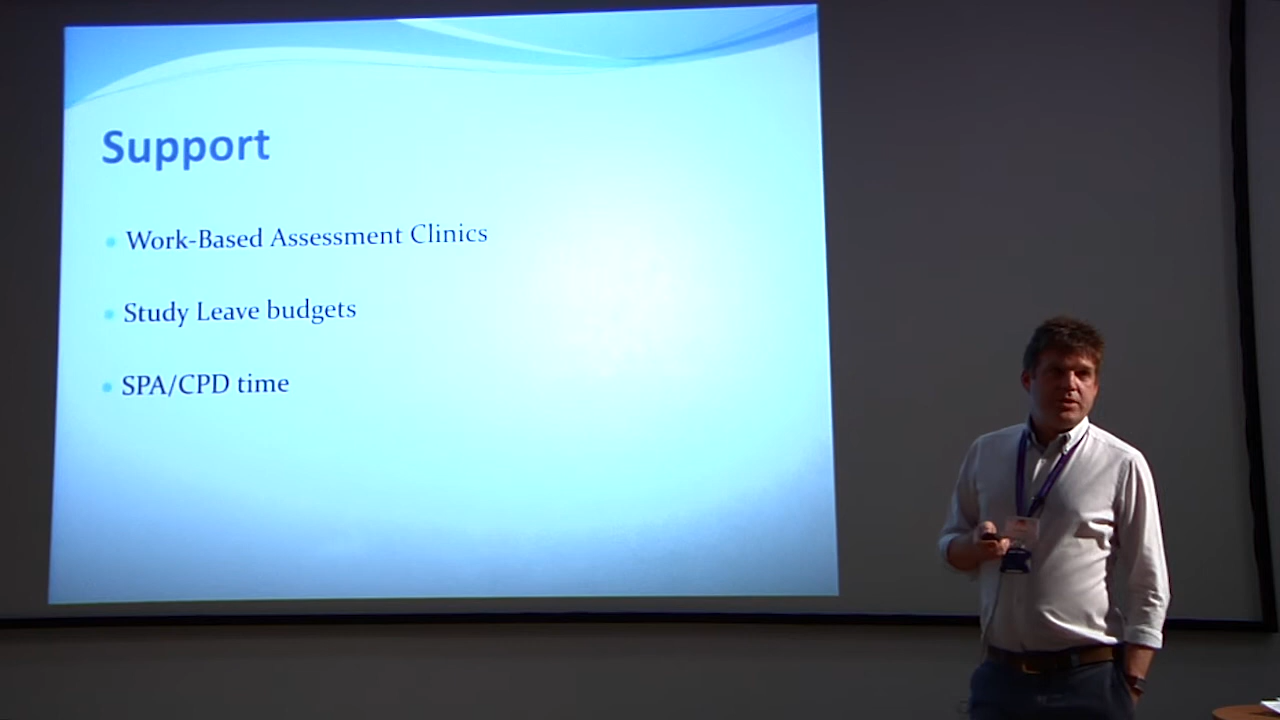 Support
Work-Based Assessment Clinics
Study Leave budgets
SPA/CPD time